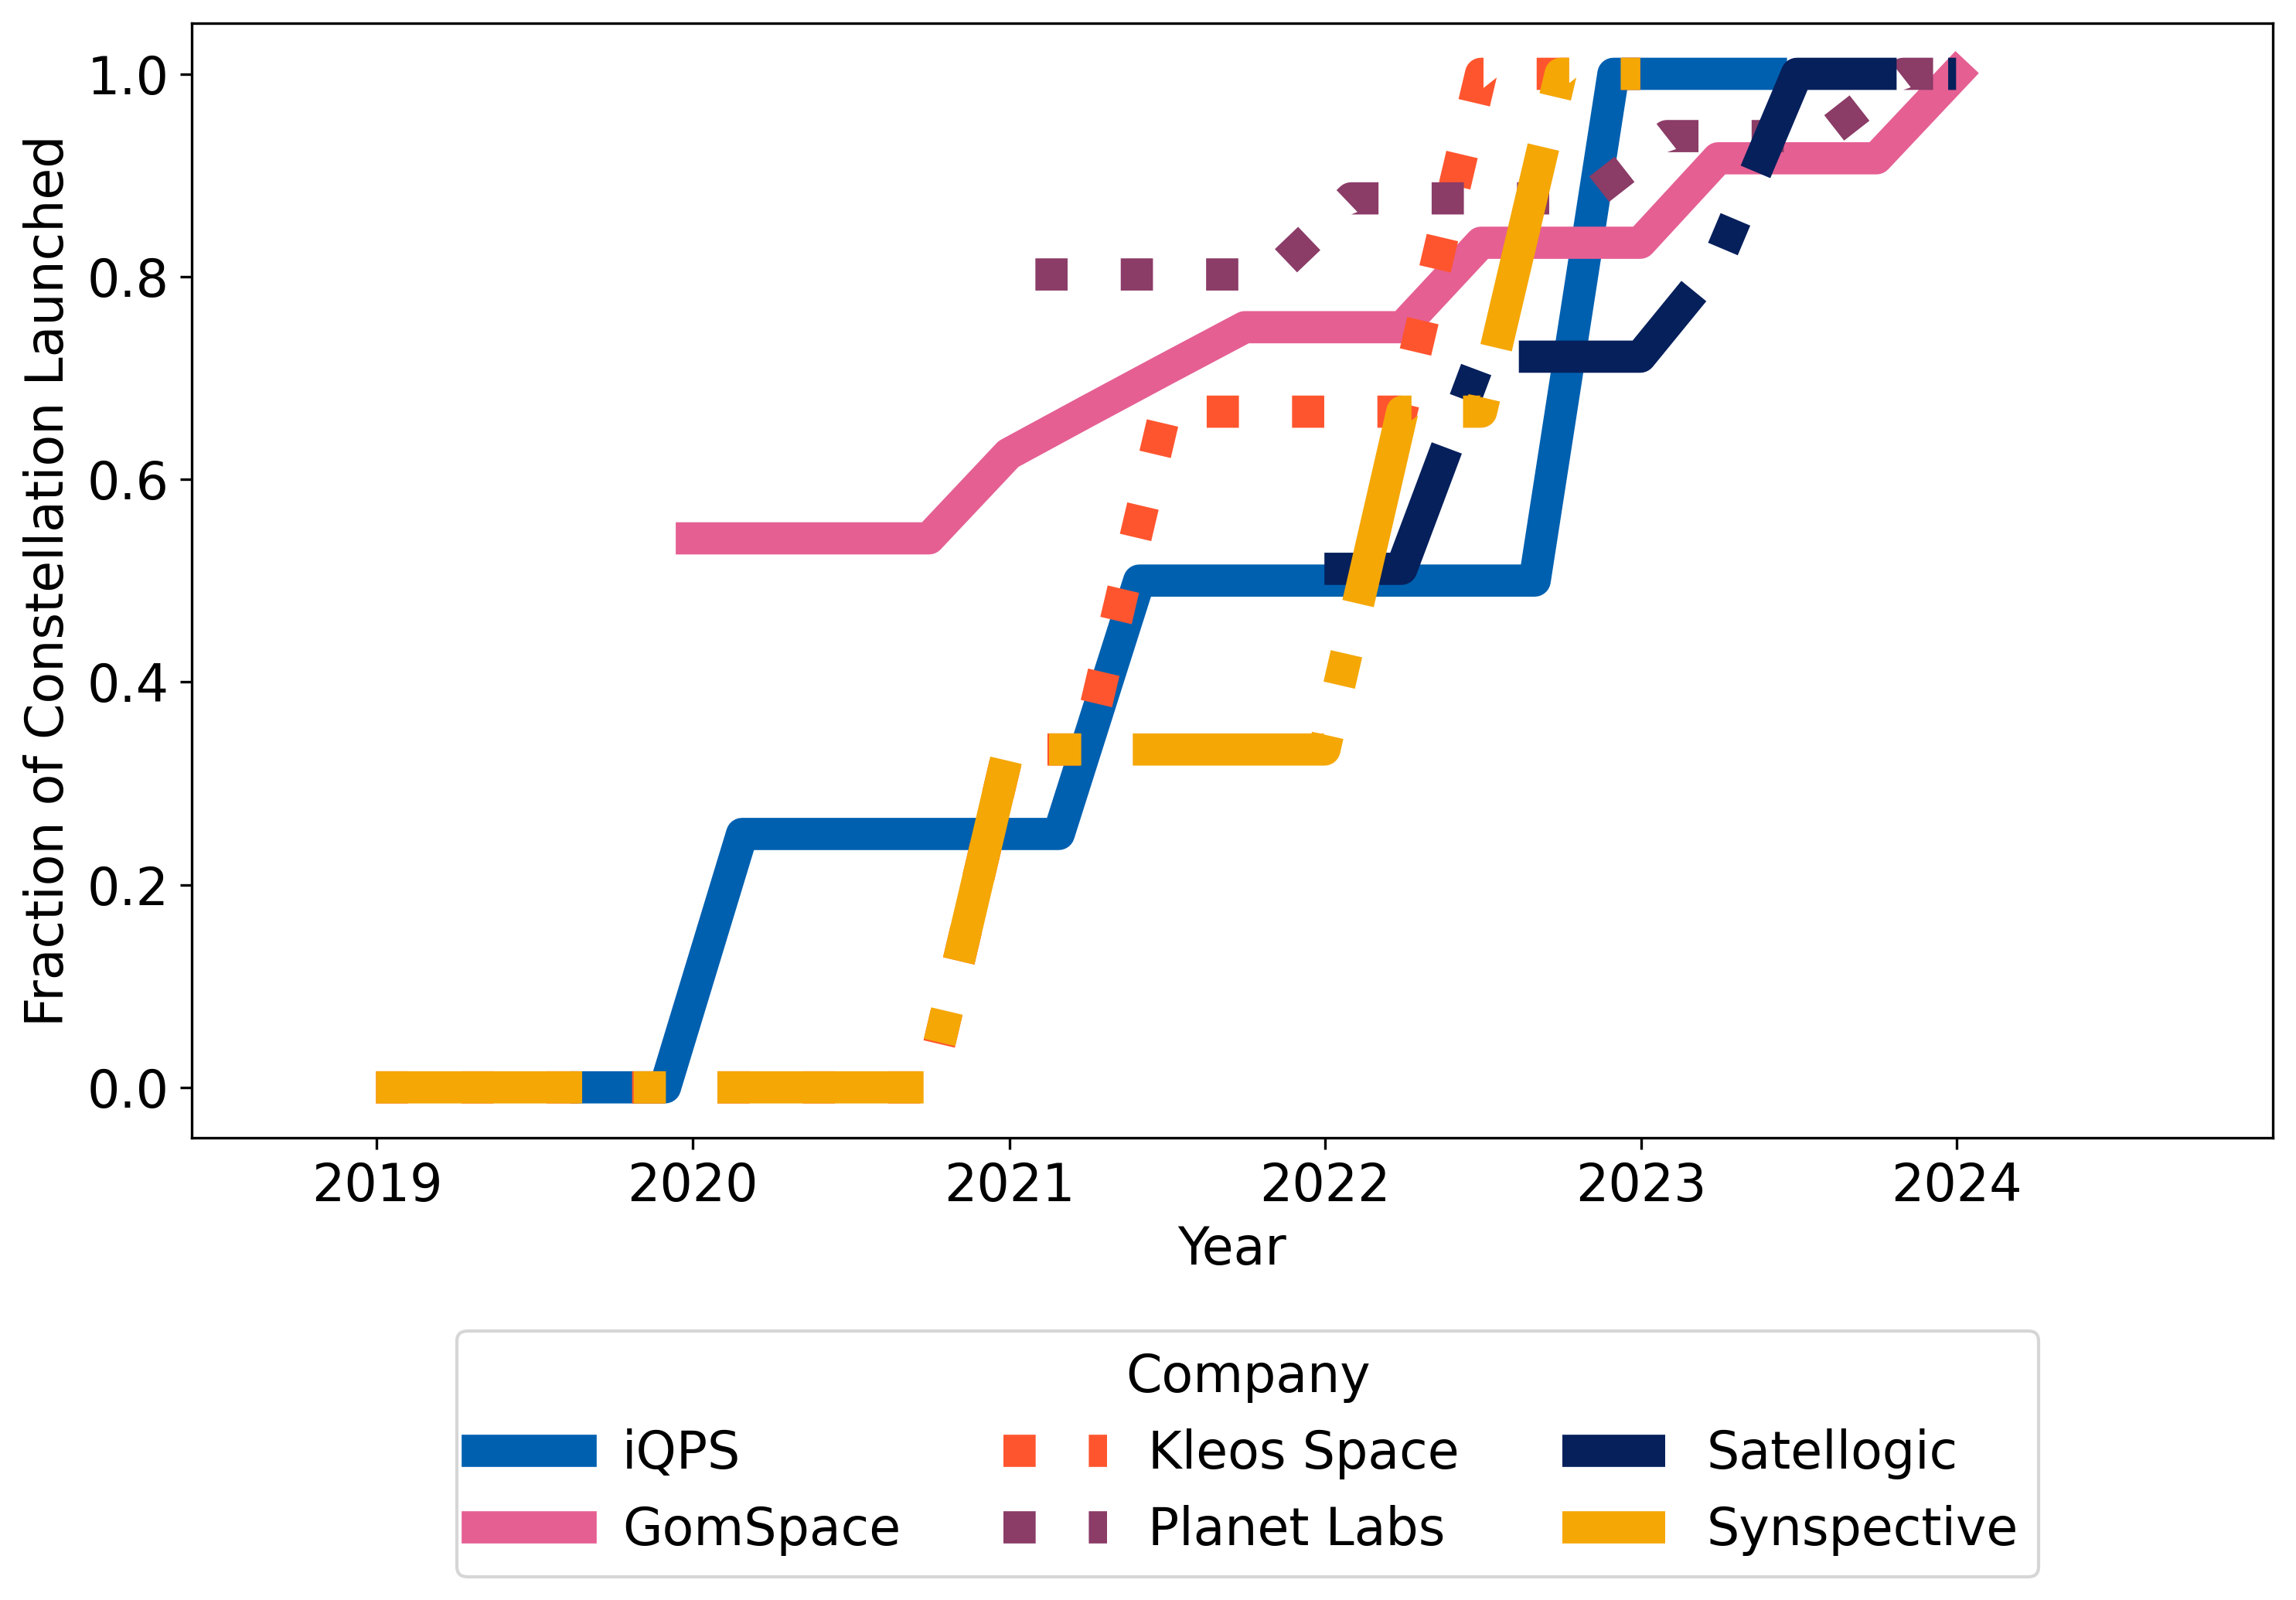 Fraction of Constellation Launched
1.0
0.8
0.6
0.4
0.2
0.0
2019 2020 2021 2022 2023 2024
Year
Company
iQPS Kleos Space Satellogic
GomSpace Planet Labs Synspective